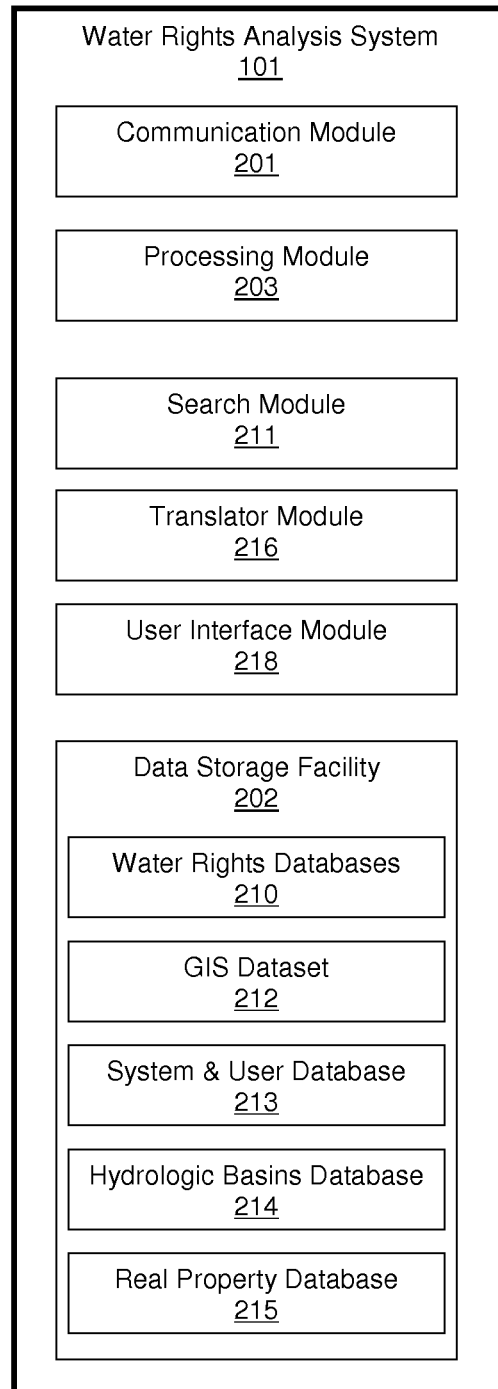 Water Rights Analysis System
101
Communication Module
201
Processing Module
203
Search Module
211
Translator Module
216
User Interface Module
218
Data Storage Facility
202
Water Rights Databases
210
GIS Dataset
212
System & User Database
213
Hydrologic Basins Database
214
Real Property Database
215